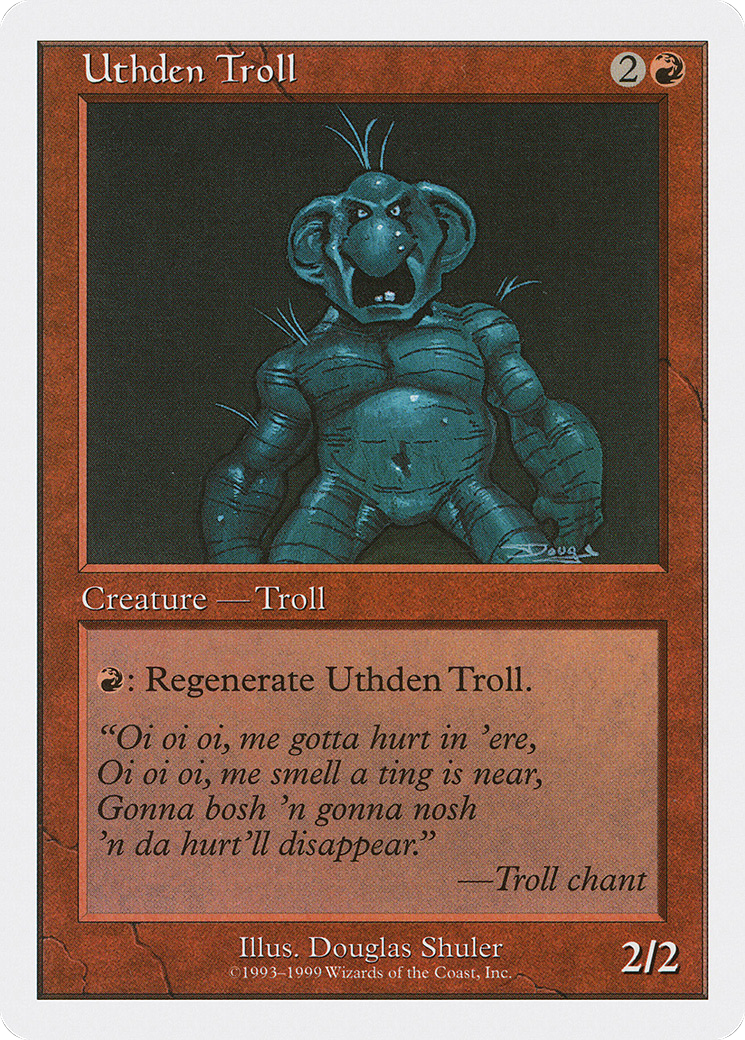 Uthden Troll 2
Doug
Creature — Troll
: Regenerate Uthden Troll.
“Oi oi oi, me gotta hurt in ’ere,
Oi oi oi, me smell a ting is near,
Gonna bosh ’n gonna nosh
’n da hurt’ll disappear.”
—Troll chant
Illus. Douglas Shuler
©1993–1999 Wizards of the Coast, Inc.
2/2